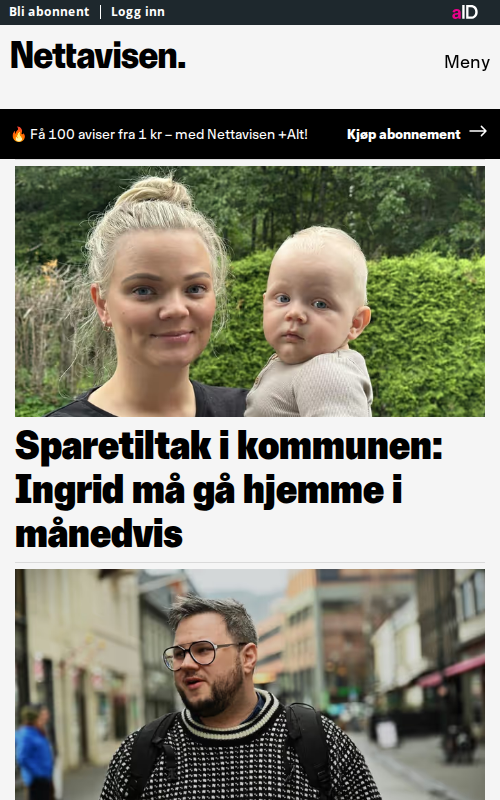 Bli abonnent | Logg inn
aID
Nettavisen.
Meny
🔥 Få 100 aviser fra 1 kr – med Nettavisen +Alt!
Kjøp abonnement →
Sparetiltak i kommunen:
Ingrid må gå hjemme i
månedvis